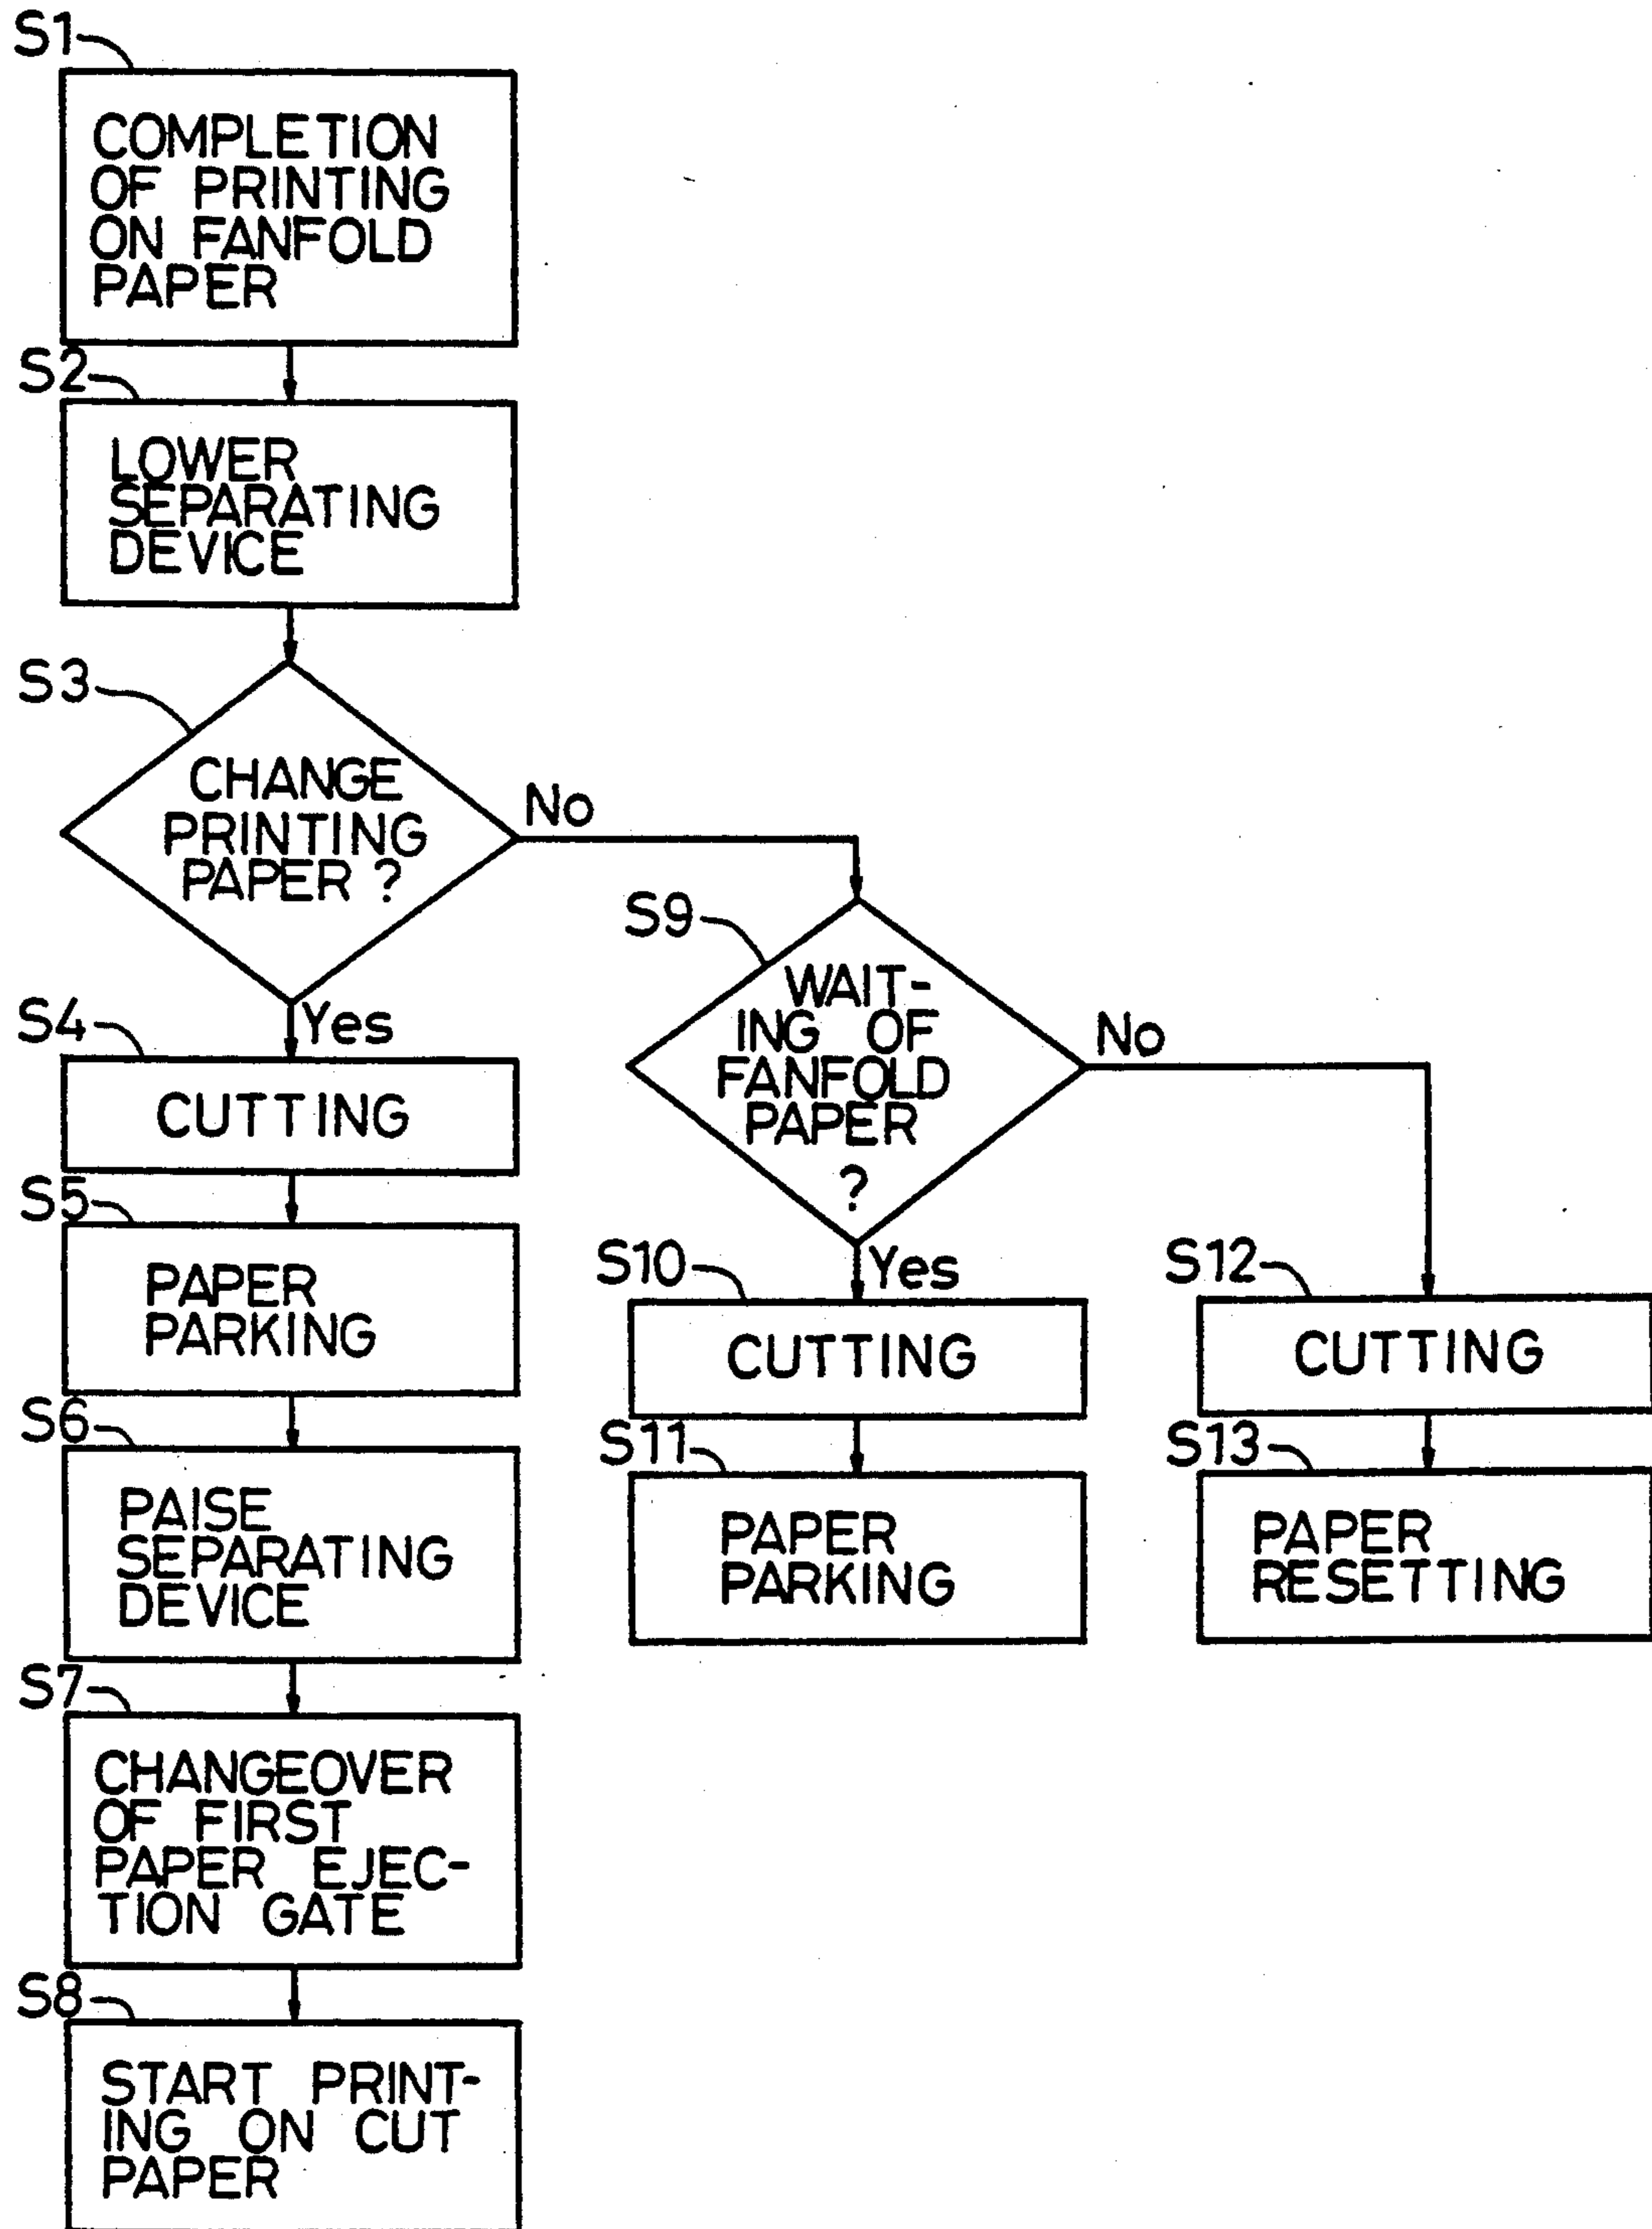 S1
COMPLETION
OF PRINTING
ON FANFOLD
PAPER
S2
LOWER
SEPARATING
DEVICE
S3
CHANGE
PRINTING
PAPER ?
No
Yes
S4
CUTTING
S5
PAPER
PARKING
S6
PAISE
SEPARATING
DEVICE
S7
CHANGEOVER
OF FIRST
PAPER EJEC-
TION GATE
S8
START PRINT-
ING ON CUT
PAPER
S9
WAIT-
ING OF
FANFOLD
PAPER
?
No
Yes
S10
CUTTING
S11
PAPER
PARKING
S12
CUTTING
S13
PAPER
RESETTING